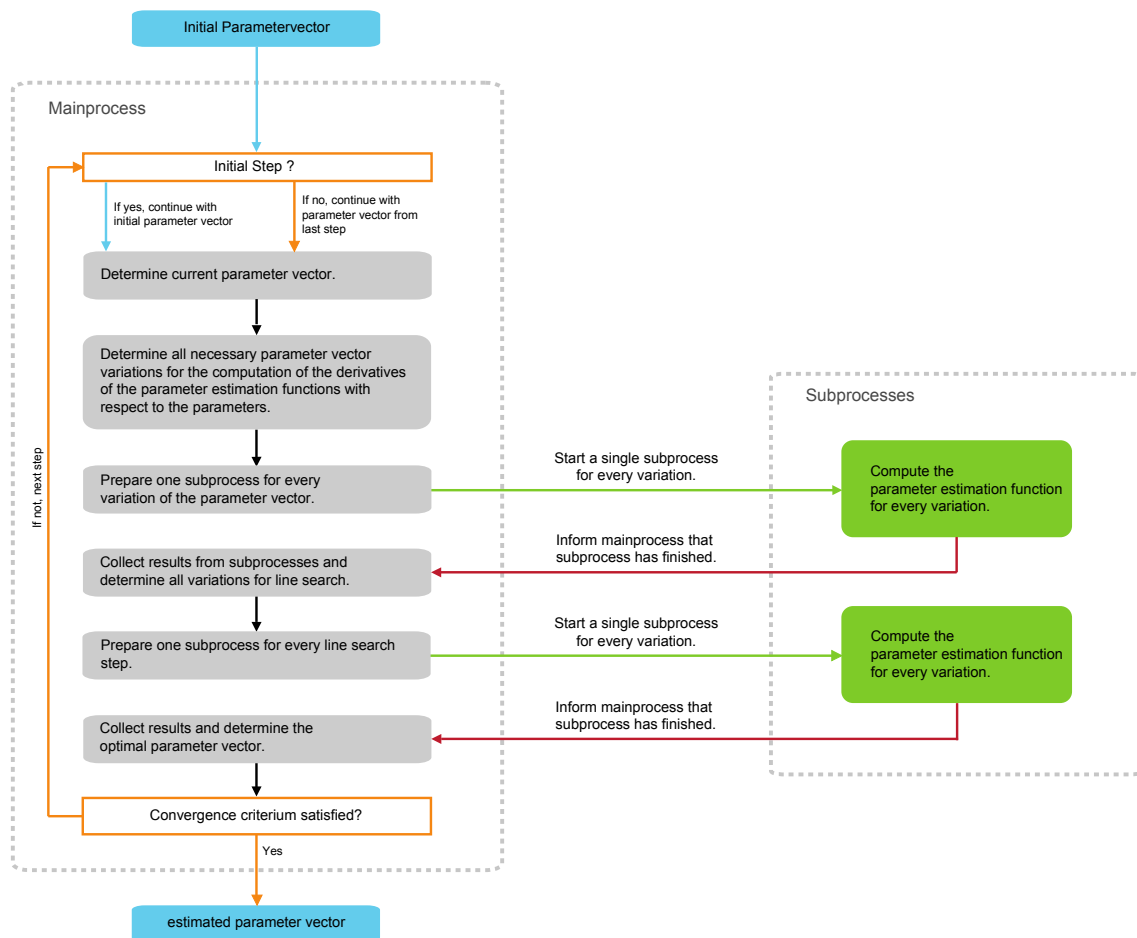 Initial Parametervector
Mainprocess
Initial Step ?
If yes, continue with
initial parameter vector
If no, continue with
parameter vector from
last step
Determine current parameter vector.
Determine all necessary parameter vector
variations for the computation of the derivatives
of the parameter estimation functions with
respect to the parameters.
Prepare one subprocess for every
variation of the parameter vector.
Collect results from subprocesses and
determine all variations for line search.
Prepare one subprocess for every line search
step.
Collect results and determine the
optimal parameter vector.
Convergence criterium satisfied?
If not, next step
Yes
estimated parameter vector
Start a single subprocess
for every variation.
Inform mainprocess that
subprocess has finished.
Start a single subprocess
for every variation.
Inform mainprocess that
subprocess has finished.
Subprocesses
Compute the
parameter estimation function
for every variation.
Compute the
parameter estimation function
for every variation.